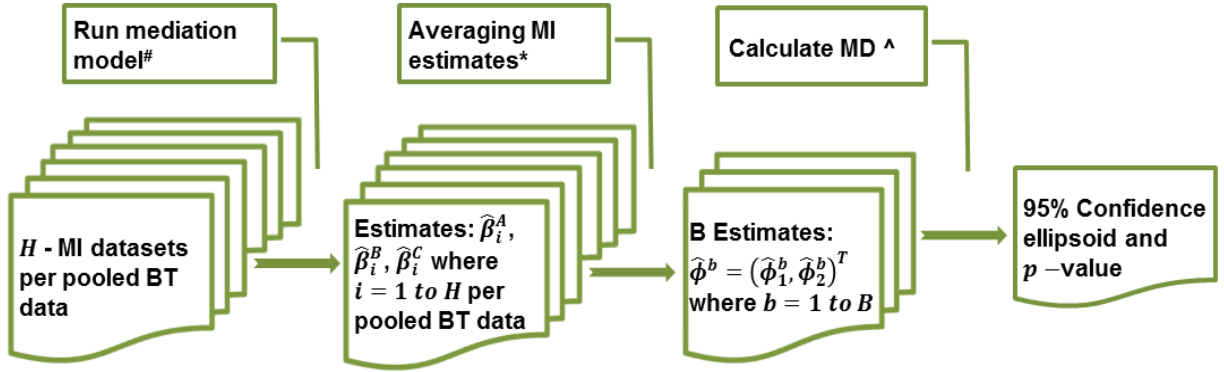 Run mediation
model#
Averaging MI
estimates*
Calculate MD ^
H - MI datasets
per pooled BT
data
Estimates: β̂ᵢᴬ,
β̂ᵢᴮ, β̂ᵢᶜ where
i = 1 to H per
pooled BT data
B Estimates:
ϕ̂ᵇ = (ϕ̂₁ᵇ, ϕ̂₂ᵇ)ᵀ
where b = 1 to B
95% Confidence
ellipsoid and
p −value